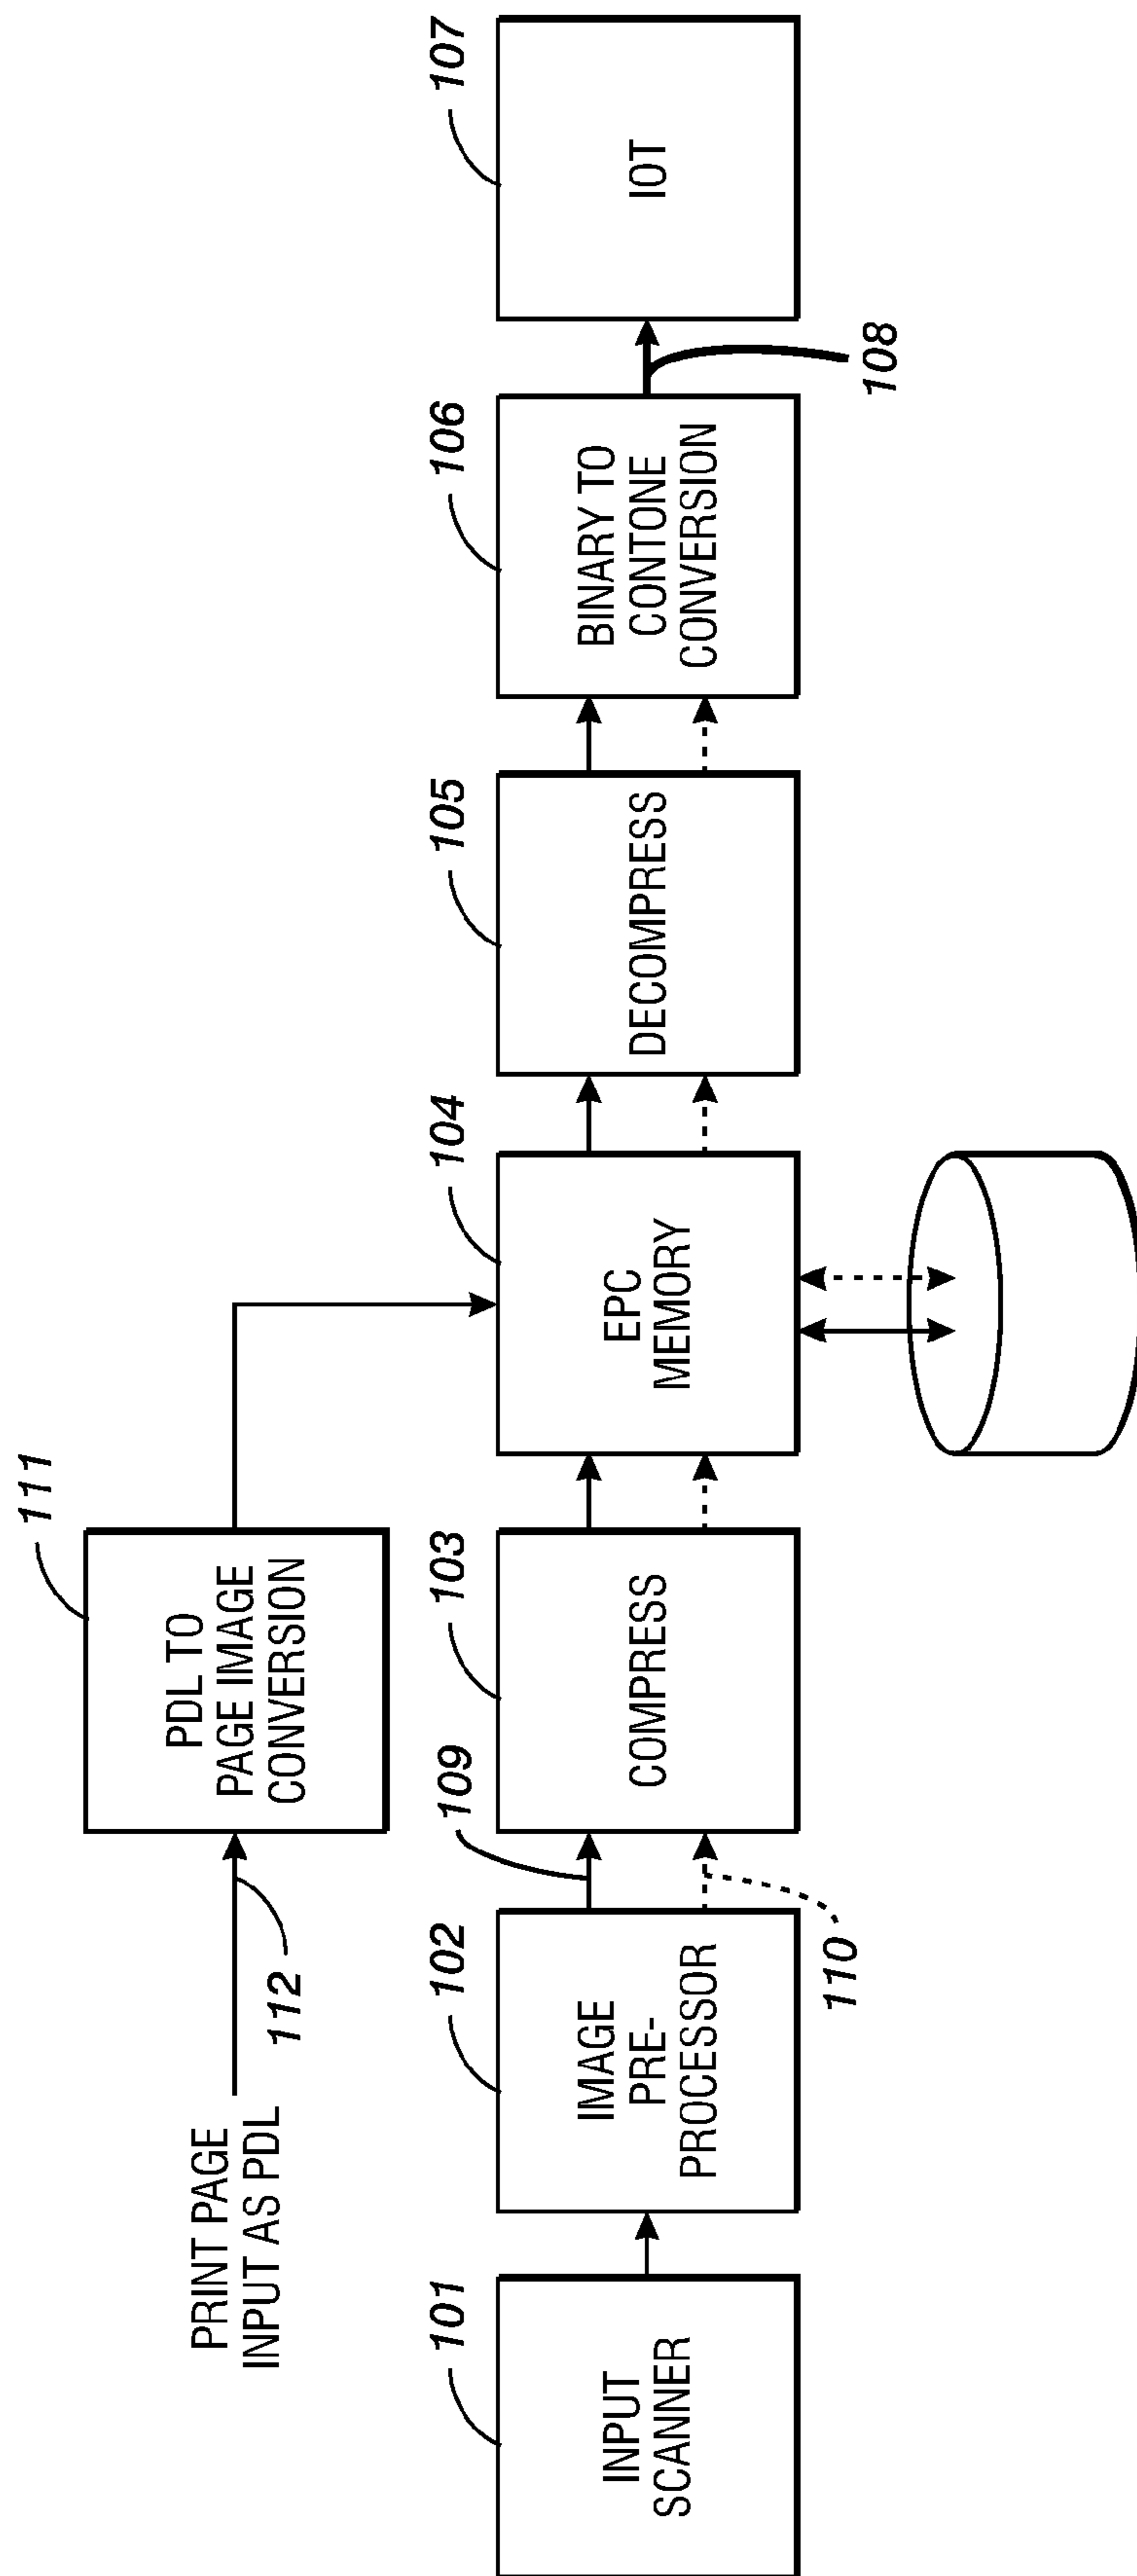 PRINT PAGE
INPUT AS PDL
112
PDL TO
PAGE IMAGE
CONVERSION
111
INPUT
SCANNER
101
IMAGE
PRE-
PROCESSOR
102
109
110
COMPRESS
103
EPC
MEMORY
104
DECOMPRESS
105
BINARY TO
CONTONE
CONVERSION
106
108
IOT
107